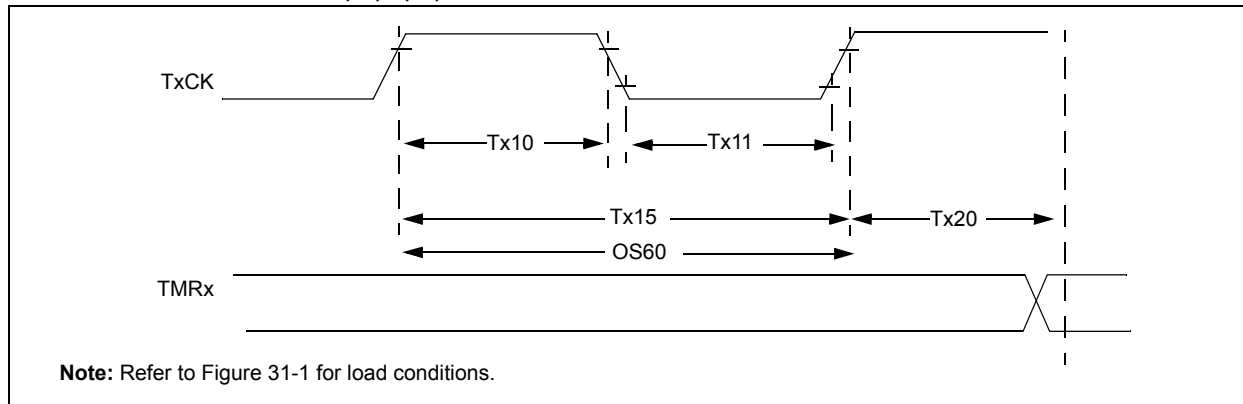 TxCK
Tx10
Tx11
Tx15
Tx20
OS60
TMRx
Note: Refer to Figure 31-1 for load conditions.